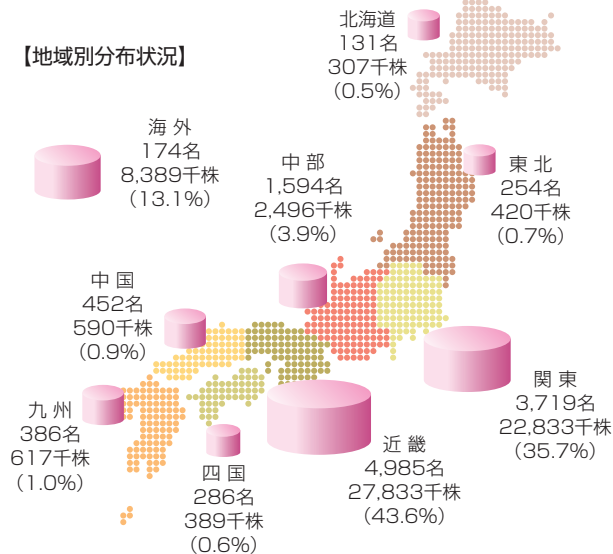 【地域別分布状況】
北海道
131名
307千株
（0.5%）
海 外
174名
8,389千株
（13.1%）
中 部
1,594名
2,496千株
（3.9%）
東 北
254名
420千株
（0.7%）
中 国
452名
590千株
（0.9%）
関 東
3,719名
22,833千株
（35.7%）
九 州
386名
617千株
（1.0%）
四 国
286名
389千株
（0.6%）
近 畿
4,985名
27,833千株
（43.6%）